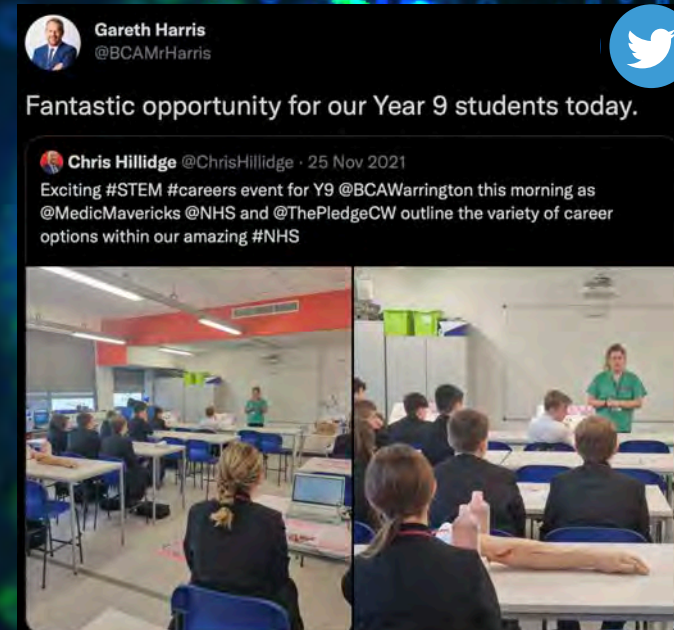 Gareth Harris
@BCAMrHarris
Fantastic opportunity for our Year 9 students today.
Chris Hillidge @ChrisHillidge · 25 Nov 2021
Exciting #STEM #careers event for Y9 @BCAWarrington this morning as
@MedicMavericks @NHS and @ThePledgeCW outline the variety of career
options within our amazing #NHS